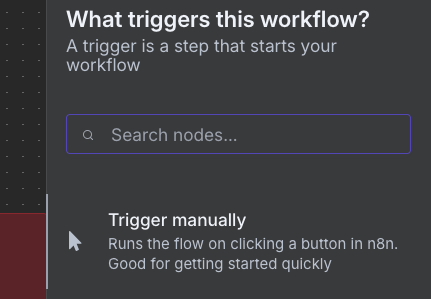 What triggers this workflow?
A trigger is a step that starts your
workflow
Search nodes...
Trigger manually
Runs the flow on clicking a button in n8n.
Good for getting started quickly